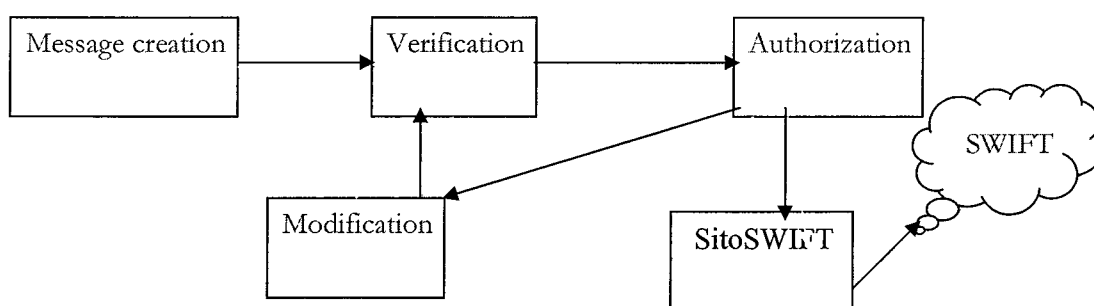 Message creation
Verification
Authorization
SWIFT
Modification
SitoSWIFT